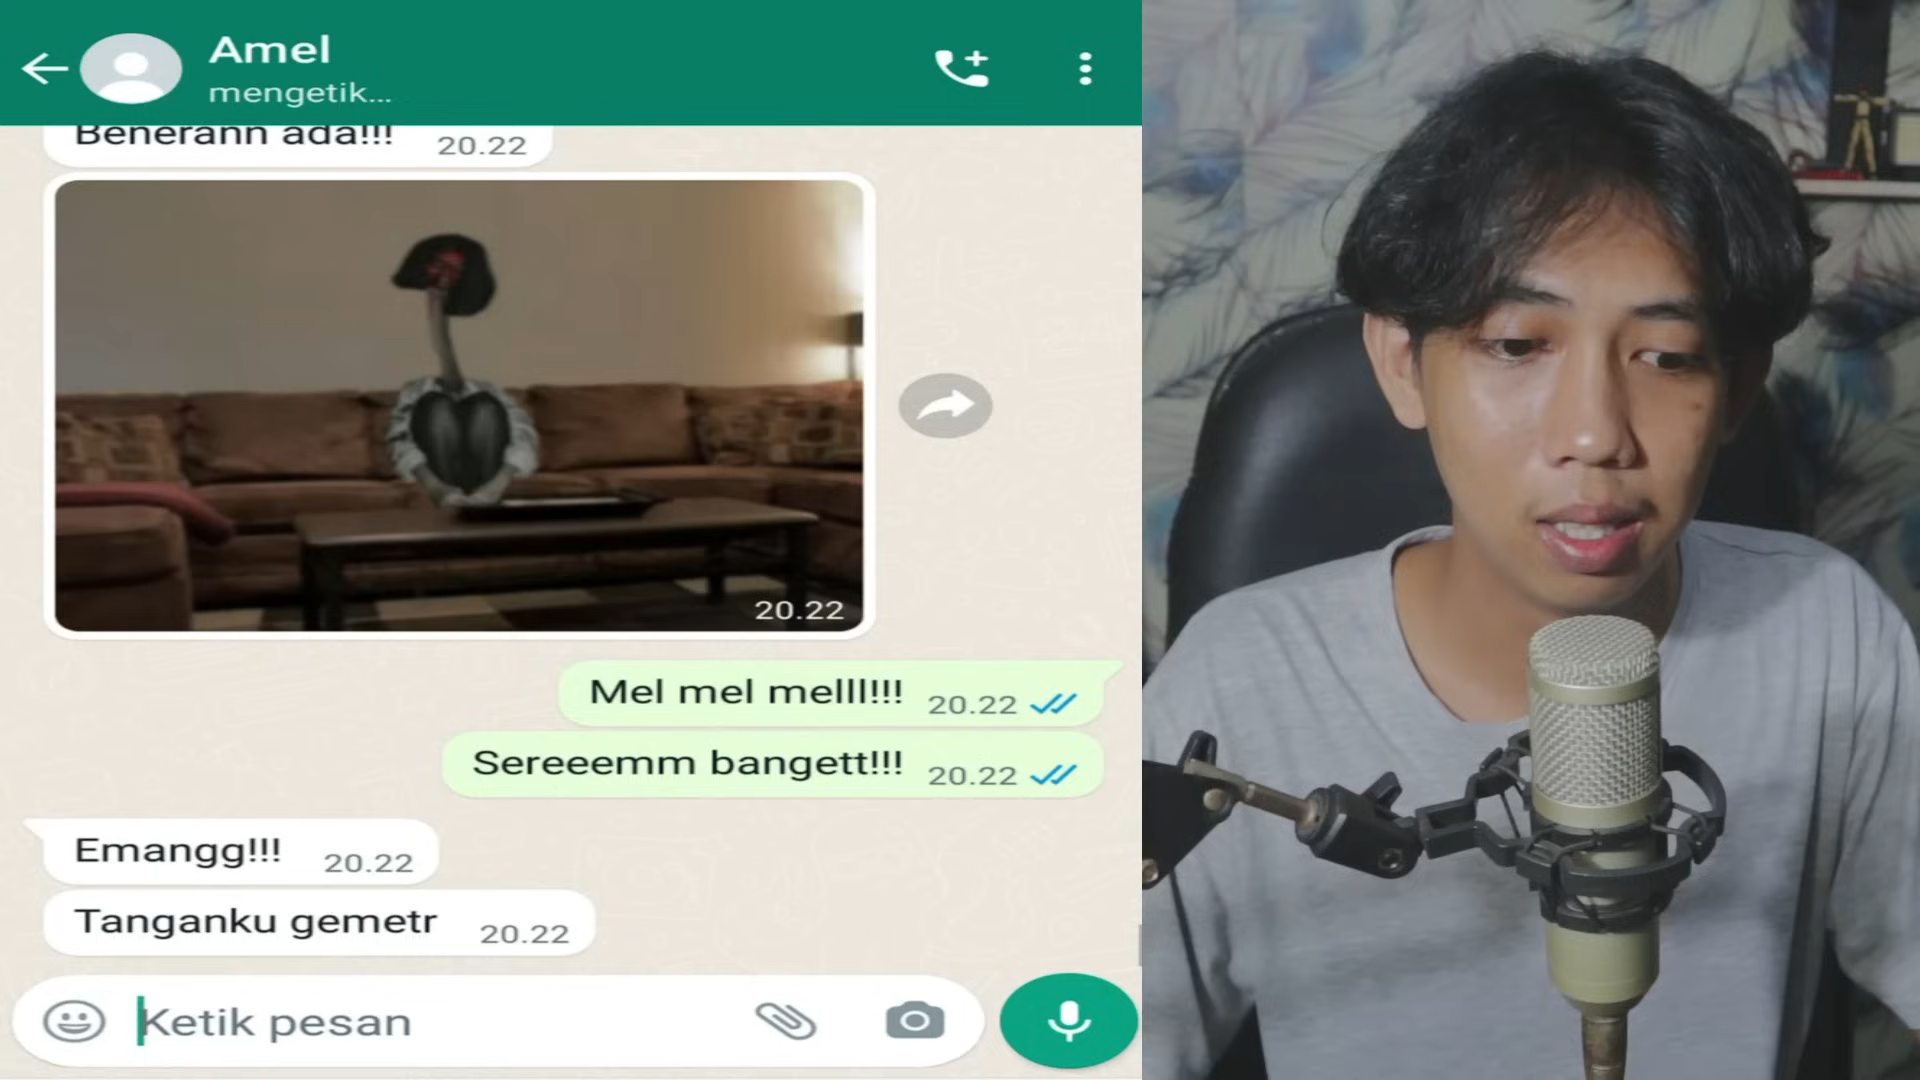 Amel
mengetik...
Benerann ada!!! 20.22
20.22
Mel mel melll!!! 20.22
Sereeemm bangett!!! 20.22
Emangg!!! 20.22
Tanganku gemetr 20.22
Ketik pesan